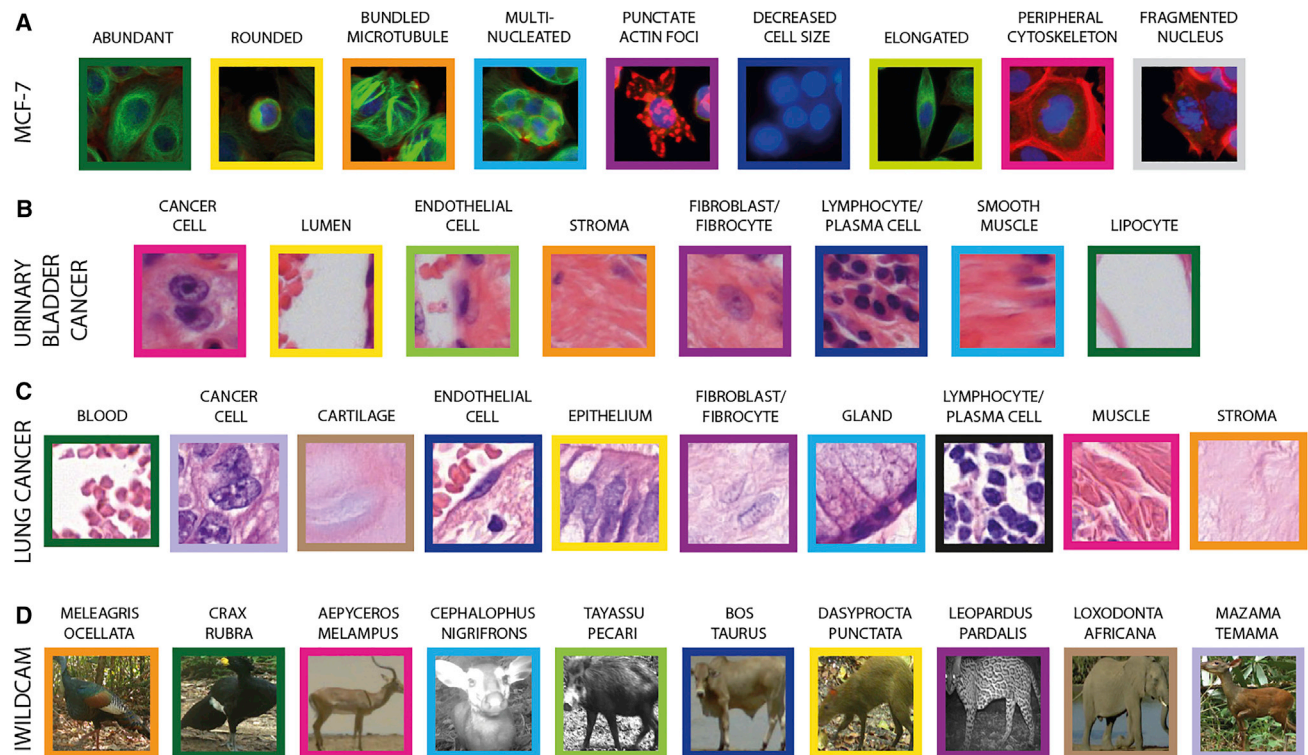 A
MCF-7
ABUNDANT
ROUNDED
BUNDLED
MICROTUBULE
MULTI-
NUCLEATED
PUNCTATE
ACTIN FOCI
DECREASED
CELL SIZE
ELONGATED
PERIPHERAL
CYTOSKELETON
FRAGMENTED
NUCLEUS
B
URINARY
BLADDER
CANCER
CANCER
CELL
LUMEN
ENDOTHELIAL
CELL
STROMA
FIBROBLAST/
FIBROCYTE
LYMPHOCYTE/
PLASMA CELL
SMOOTH
MUSCLE
LIPOCYTE
C
LUNG CANCER
BLOOD
CANCER
CELL
CARTILAGE
ENDOTHELIAL
CELL
EPITHELIUM
FIBROBLAST/
FIBROCYTE
GLAND
LYMPHOCYTE/
PLASMA CELL
MUSCLE
STROMA
D
IWILDCAM
MELEAGRIS
OCELLATA
CRAX
RUBRA
AEPYCEROS
MELAMPUS
CEPHALOPHUS
NIGRIFRONS
TAYASSU
PECARI
BOS
TAURUS
DASYPROCTA
PUNCTATA
LEOPARDUS
PARDALIS
LOXODONTA
AFRICANA
MAZAMA
TEMAMA